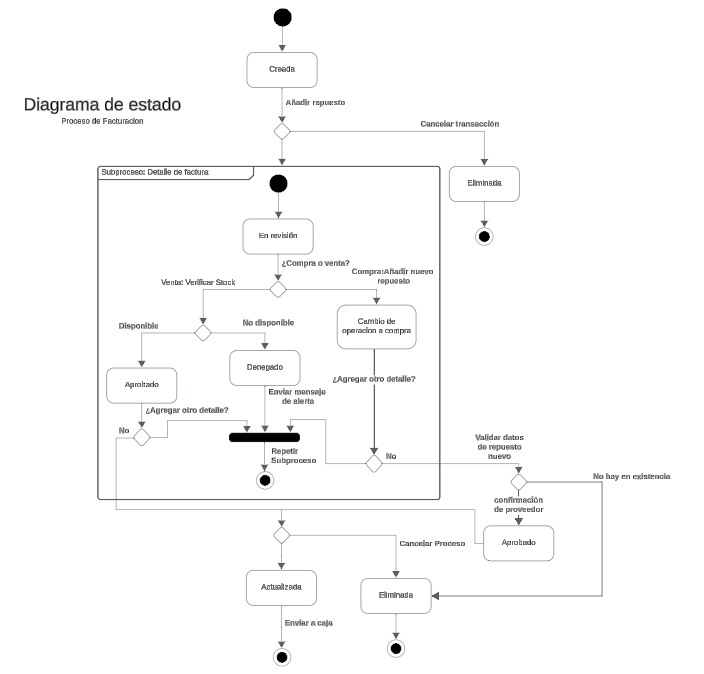 Creada
Diagrama de estado
Proceso de Facturacion
Añadir repuesto
Cancelar transacción
Subproceso: Detalle de factura
Eliminada
En revisión
¿Compra o venta?
Compra:Añadir nuevo
repuesto
Venta: Verificar Stock
Disponible
No disponible
Cambio de
operacion a compra
Aprobado
Denegado
¿Agregar otro detalle?
Enviar mensaje
de alerta
¿Agregar otro detalle?
No
Repetir
Subproceso
No
Validar datos
de repuesto
nuevo
No hay en existencia
confirmación
de proveedor
Aprobado
Cancelar Proceso
Actualizada
Eliminada
Enviar a caja